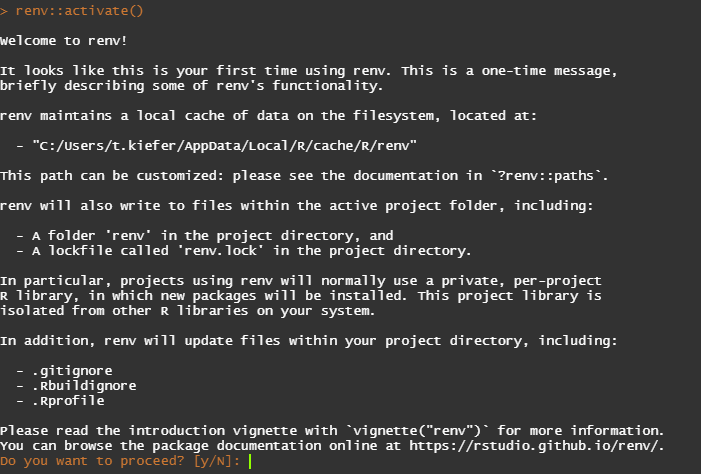 > renv::activate()
Welcome to renv!
It looks like this is your first time using renv. This is a one-time message,
briefly describing some of renv's functionality.
renv maintains a local cache of data on the filesystem, located at:
- "C:/Users/t.kiefer/AppData/Local/R/cache/R/renv"
This path can be customized: please see the documentation in `?renv::paths`.
renv will also write to files within the active project folder, including:
- A folder 'renv' in the project directory, and
- A lockfile called 'renv.lock' in the project directory.
In particular, projects using renv will normally use a private, per-project
R library, in which new packages will be installed. This project library is
isolated from other R libraries on your system.
In addition, renv will update files within your project directory, including:
- .gitignore
- .Rbuildignore
- .Rprofile
Please read the introduction vignette with `vignette("renv")` for more information.
You can browse the package documentation online at https://rstudio.github.io/renv/.
Do you want to proceed? [y/N]: